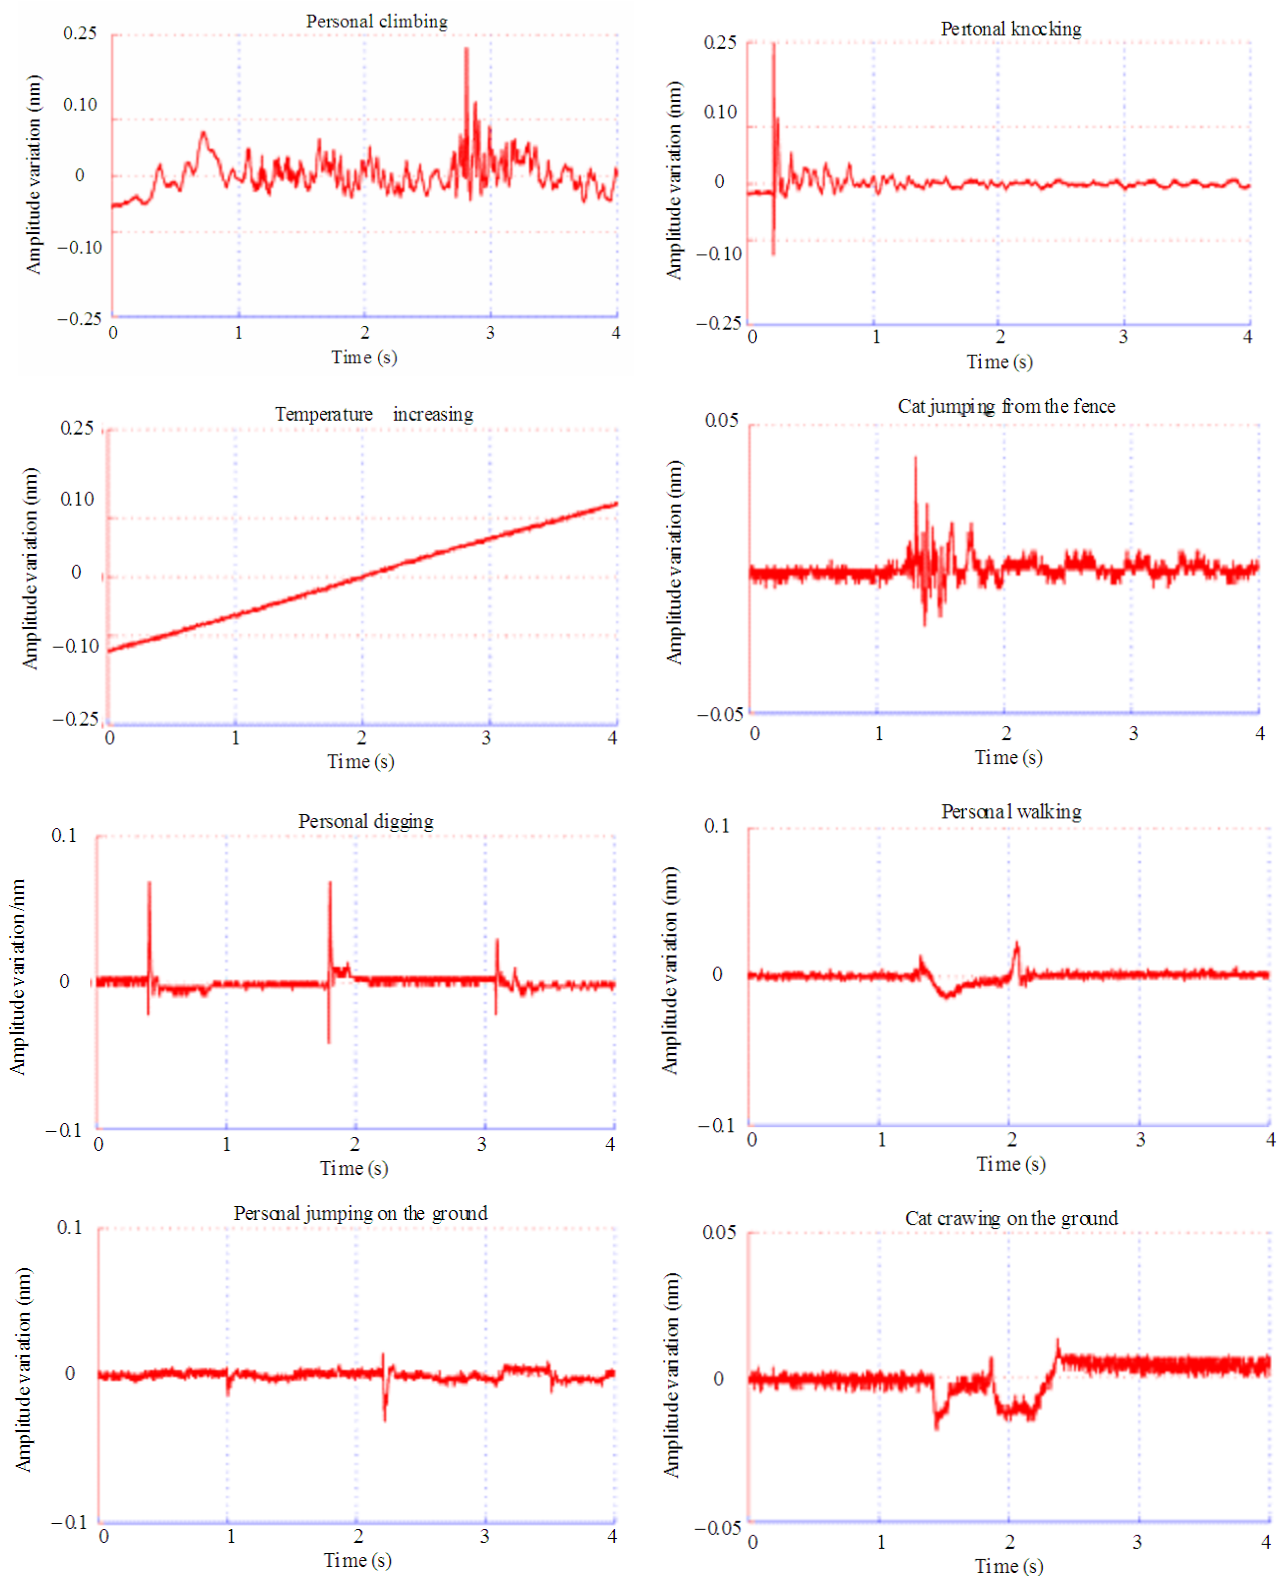 Personal climbing
0.25
0.10
0
−0.10
−0.25
Amplitude variation (nm)
0 1 2 3 4
Time (s)
Pertonal knocking
0.25
0.10
0
−0.10
−0.25
Amplitude variation (nm)
0 1 2 3 4
Time (s)
Temperature increasing
0.25
0.10
0
−0.10
−0.25
Amplitude variation (nm)
0 1 2 3 4
Time (s)
Cat jumping from the fence
0.05
−0.05
Amplitude variation (nm)
0 1 2 3 4
Time (s)
Personal digging
0.1
0
−0.1
Amplitude variation/nm
0 1 2 3 4
Time (s)
Personal walking
0.1
0
−0.1
Amplitude variation (nm)
0 1 2 3 4
Time (s)
Personal jumping on the ground
0.1
0
−0.1
Amplitude variation (nm)
0 1 2 3 4
Time (s)
Cat crawing on the ground
0.05
0
−0.05
Amplitude variation (nm)
0 1 2 3 4
Time (s)